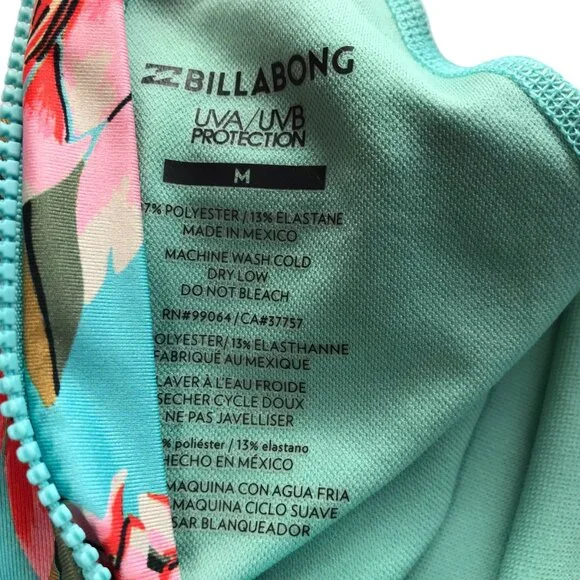 BILLABONG
UVA/UVB
PROTECTION
M
7% POLYESTER / 13% ELASTANE
MADE IN MEXICO
MACHINE WASH COLD
DRY LOW
DO NOT BLEACH
RN#99064 / CA#37757
OLYESTER/ 13% ÉLASTHANNE
FABRIQUÉ AU MEXIQUE
LAVER À L'EAU FROIDE
SECHER CYCLE DOUX
NE PAS JAVELLISER
% poliéster / 13% elastano
HECHO EN MÉXICO
MAQUINA CON AGUA FRIA
MAQUINA CICLO SUAVE
SAR BLANQUEADOR